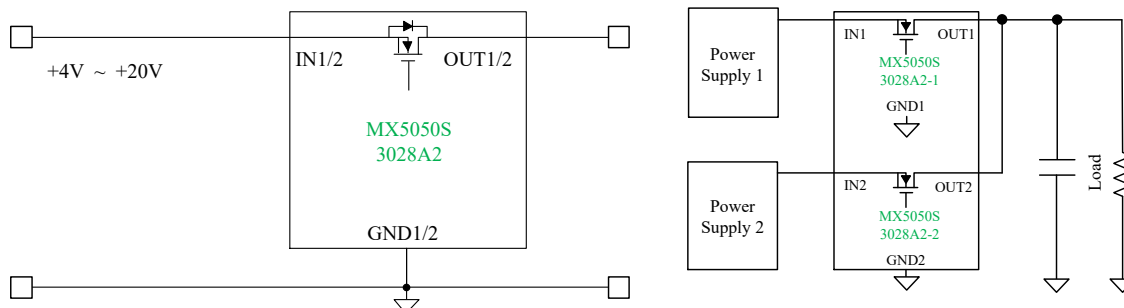 IN1/2
OUT1/2
+4V ~ +20V
MX5050S
3028A2
GND1/2
Power
Supply 1
IN1
OUT1
MX5050S
3028A2-1
GND1
Power
Supply 2
IN2
OUT2
MX5050S
3028A2-2
GND2
Load